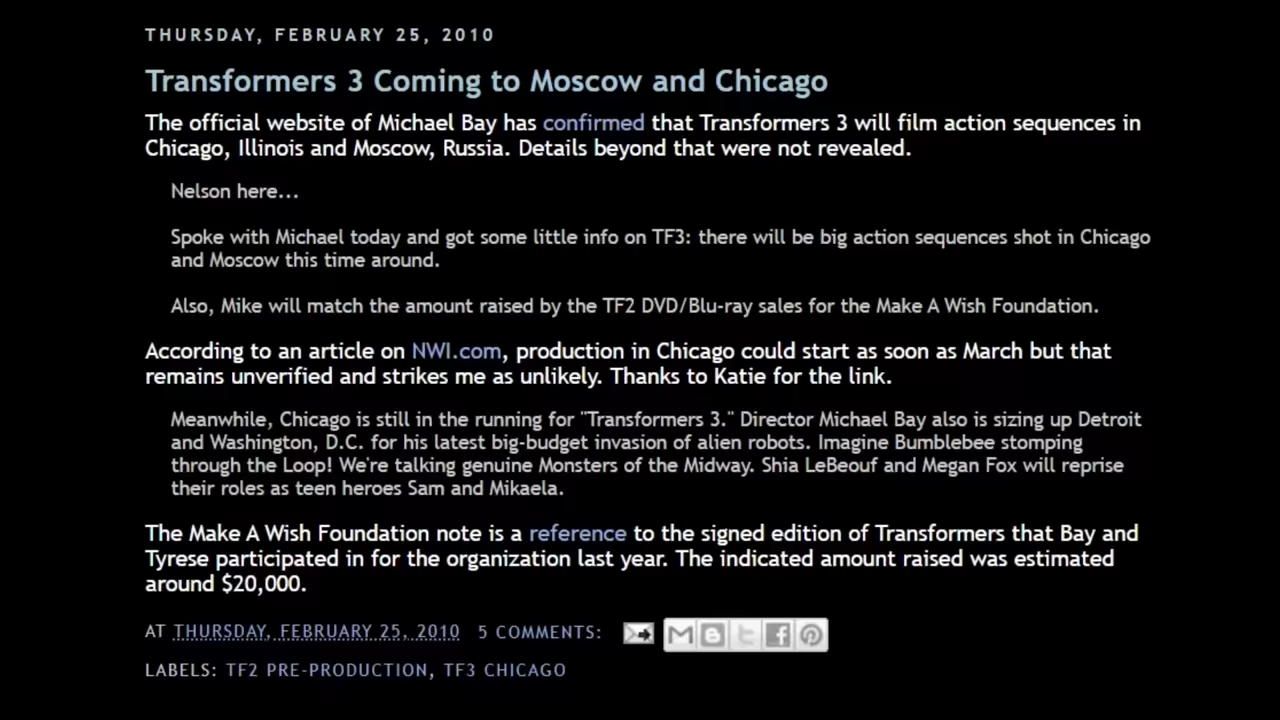 THURSDAY, FEBRUARY 25, 2010
Transformers 3 Coming to Moscow and Chicago
The official website of Michael Bay has confirmed that Transformers 3 will film action sequences in
Chicago, Illinois and Moscow, Russia. Details beyond that were not revealed.
Nelson here...
Spoke with Michael today and got some little info on TF3: there will be big action sequences shot in Chicago
and Moscow this time around.
Also, Mike will match the amount raised by the TF2 DVD/Blu-ray sales for the Make A Wish Foundation.
According to an article on NWI.com, production in Chicago could start as soon as March but that
remains unverified and strikes me as unlikely. Thanks to Katie for the link.
Meanwhile, Chicago is still in the running for "Transformers 3." Director Michael Bay also is sizing up Detroit
and Washington, D.C. for his latest big-budget invasion of alien robots. Imagine Bumblebee stomping
through the Loop! We're talking genuine Monsters of the Midway. Shia LeBeouf and Megan Fox will reprise
their roles as teen heroes Sam and Mikaela.
The Make A Wish Foundation note is a reference to the signed edition of Transformers that Bay and
Tyrese participated in for the organization last year. The indicated amount raised was estimated
around $20,000.
AT THURSDAY, FEBRUARY 25, 2010 5 COMMENTS:
LABELS: TF2 PRE-PRODUCTION, TF3 CHICAGO